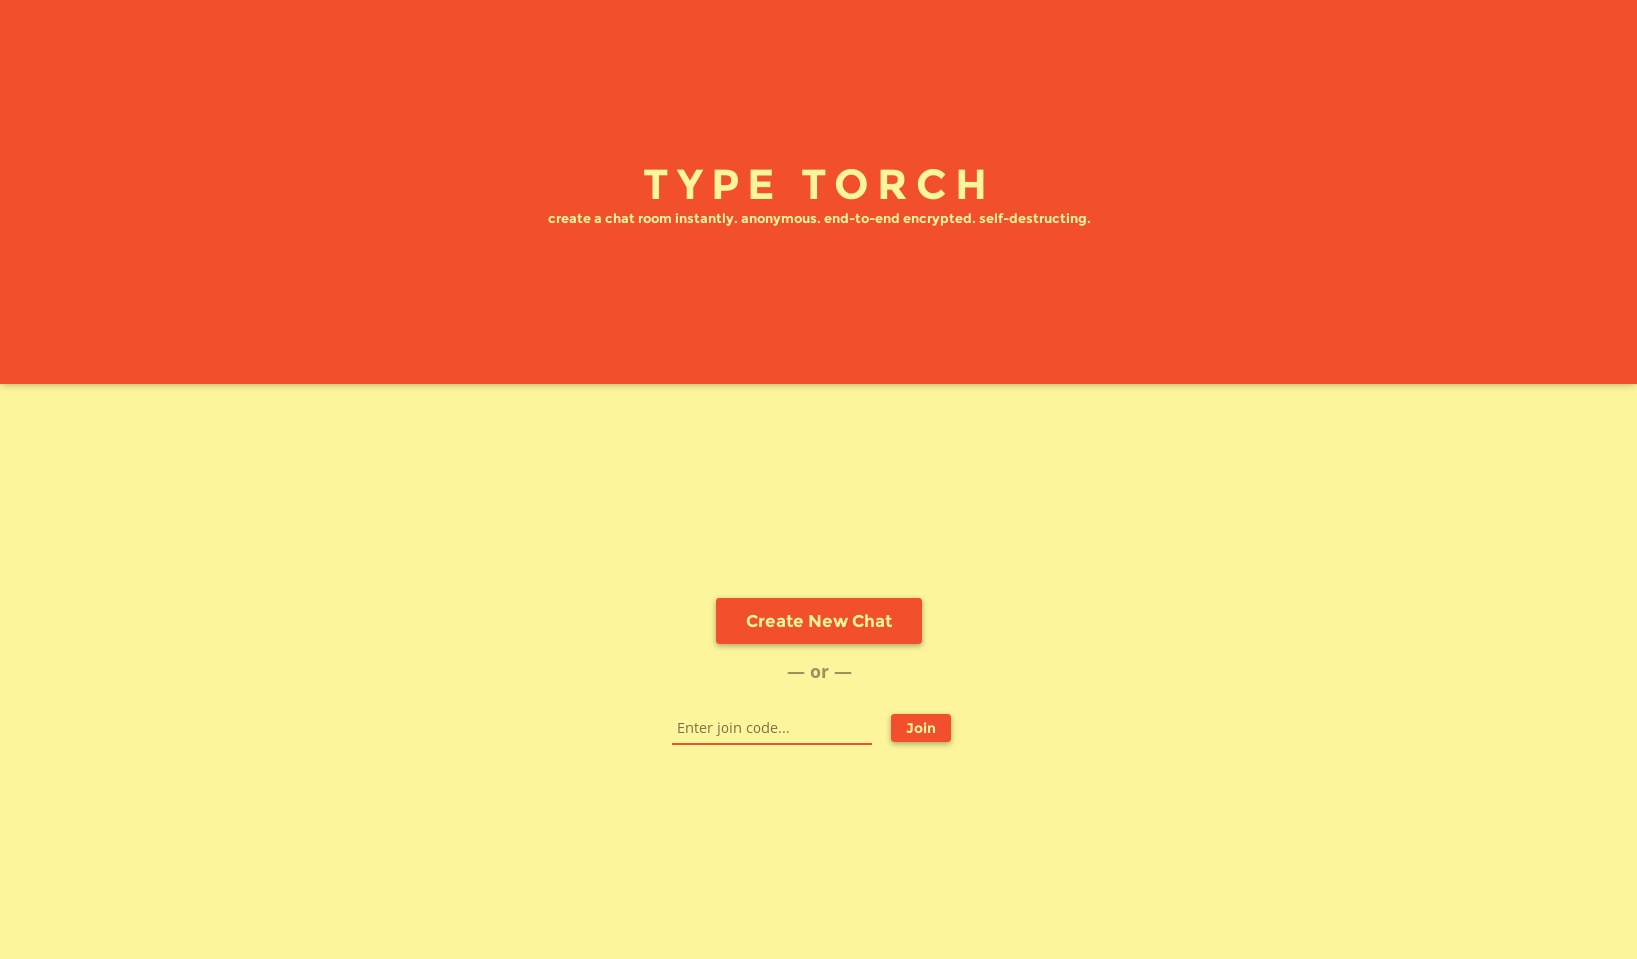 TYPE TORCH
create a chat room instantly. anonymous. end-to-end encrypted. self-destructing.
Create New Chat
— or —
Enter join code... Join